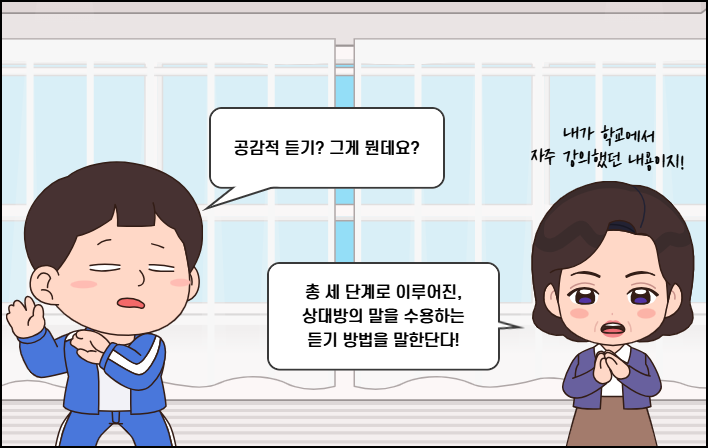 공감적 듣기? 그게 뭔데요?
내가 학교에서
자주 강의했던 내용이지!
총 세 단계로 이루어진,
상대방의 말을 수용하는
듣기 방법을 말한단다!